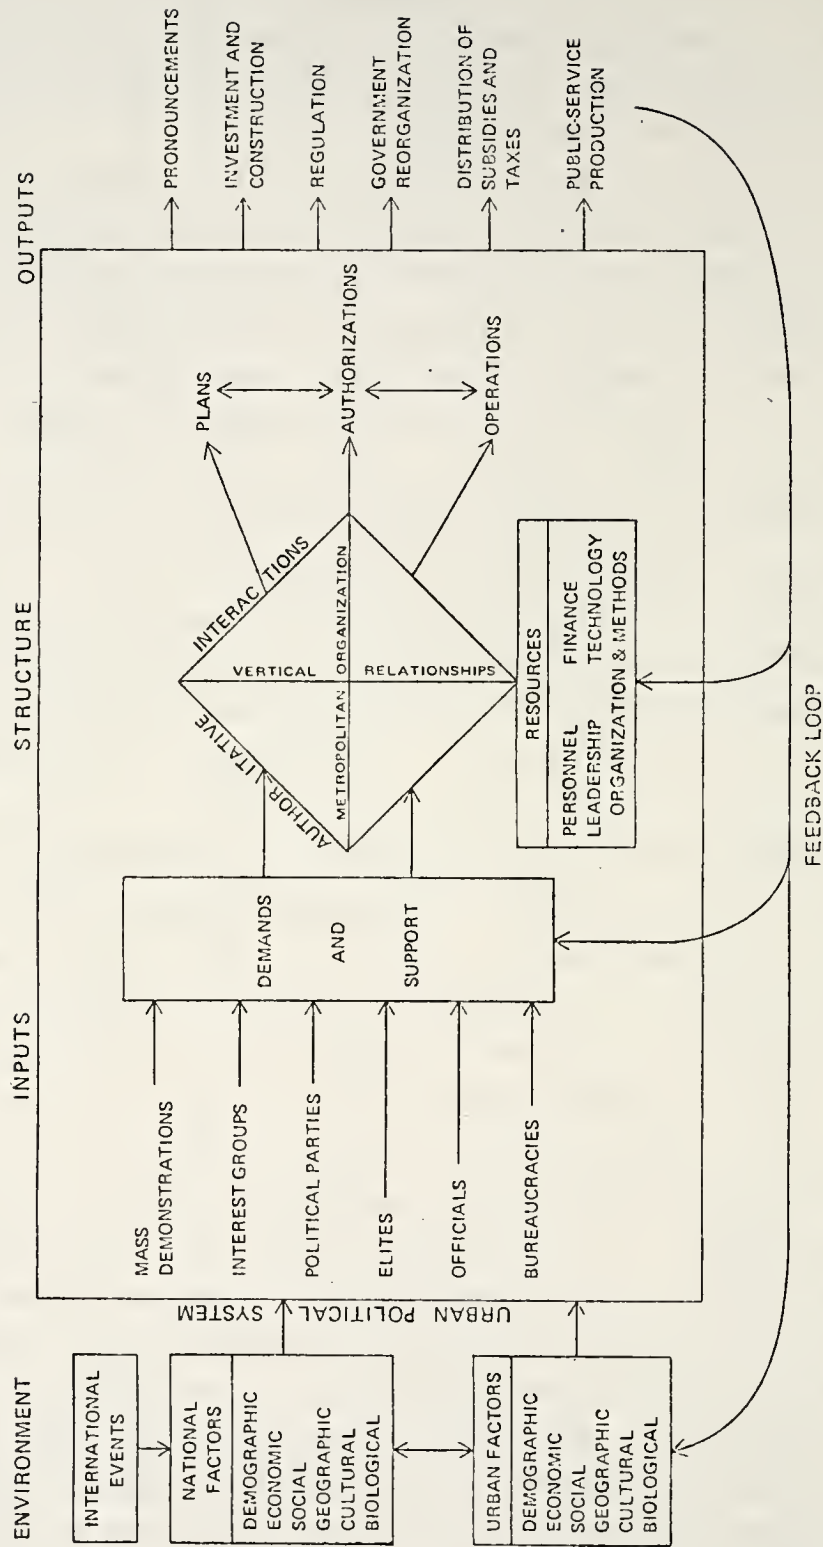 ENVIRONMENT
INPUTS
STRUCTURE
OUTPUTS
INTERNATIONAL
EVENTS
NATIONAL
FACTORS
DEMOGRAPHIC
ECONOMIC
SOCIAL
GEOGRAPHIC
CULTURAL
BIOLOGICAL
URBAN FACTORS
DEMOGRAPHIC
ECONOMIC
SOCIAL
GEOGRAPHIC
CULTURAL
BIOLOGICAL
URBAN POLITICAL SYSTEM
MASS
DEMONSTRATIONS
INTEREST GROUPS
POLITICAL PARTIES
ELITES
OFFICIALS
BUREAUCRACIES
DEMANDS
AND
SUPPORT
AUTHORITATIVE
INTERACTIONS
VERTICAL RELATIONSHIPS
METROPOLITAN ORGANIZATION
RESOURCES
PERSONNEL FINANCE
LEADERSHIP TECHNOLOGY
ORGANIZATION & METHODS
PLANS
AUTHORIZATIONS
OPERATIONS
PRONOUNCEMENTS
INVESTMENT AND
CONSTRUCTION
REGULATION
GOVERNMENT
REORGANIZATION
DISTRIBUTION OF
SUBSIDIES AND
TAXES
PUBLIC-SERVICE
PRODUCTION
FEEDBACK LOOP